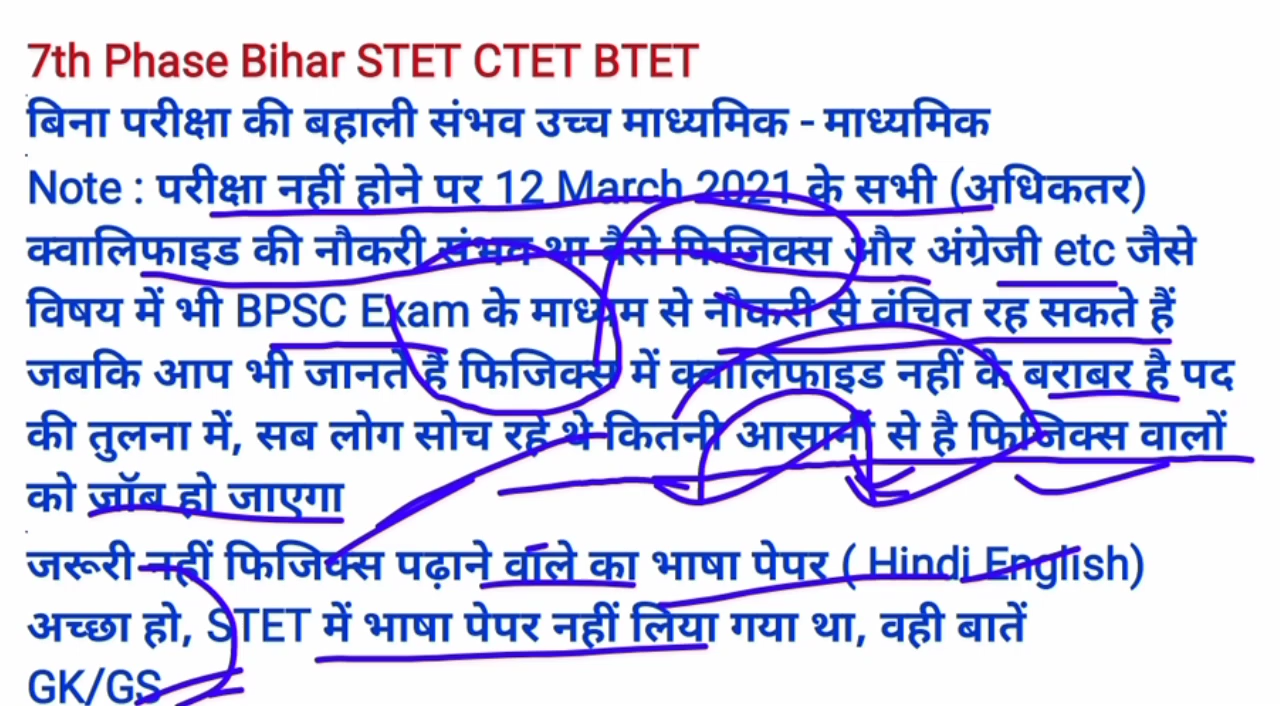 7th Phase Bihar STET CTET BTET
बिना परीक्षा की बहाली संभव उच्च माध्यमिक - माध्यमिक
Note : परीक्षा नहीं होने पर 12 March 2021 के सभी (अधिकतर)
क्वालिफाइड की नौकरी संभव था वैसे फिजिक्स और अंग्रेजी etc जैसे
विषय में भी BPSC Exam के माध्यम से नौकरी से वंचित रह सकते हैं
जबकि आप भी जानते हैं फिजिक्स में क्वालिफाइड नहीं के बराबर है पद
की तुलना में, सब लोग सोच रहे थे कितनी आसानी से है फिजिक्स वालों
को जॉब हो जाएगा
जरूरी नहीं फिजिक्स पढ़ाने वाले का भाषा पेपर ( Hindi English)
अच्छा हो, STET में भाषा पेपर नहीं लिया गया था, वही बातें
GK/GS